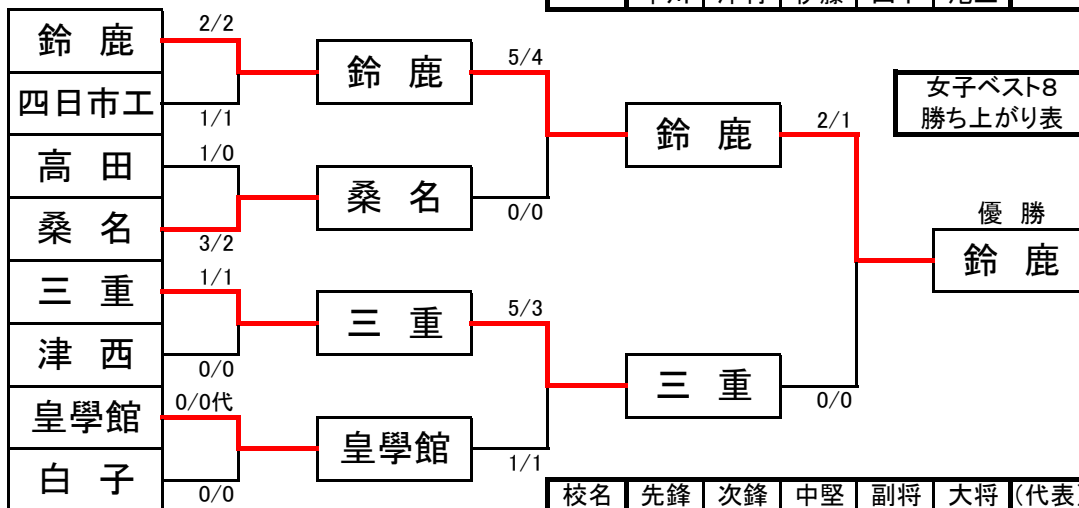 鈴 鹿
四日市工
高 田
桑 名
三 重
津 西
皇學館
白 子
2/2
1/1
1/0
3/2
1/1
0/0
0/0代
0/0
鈴 鹿
桑 名
三 重
皇學館
5/4
0/0
5/3
1/1
鈴 鹿
三 重
2/1
0/0
女子ベスト8
勝ち上がり表
優 勝
鈴 鹿
校名 先鋒 次鋒 中堅 副将 大将 (代表)